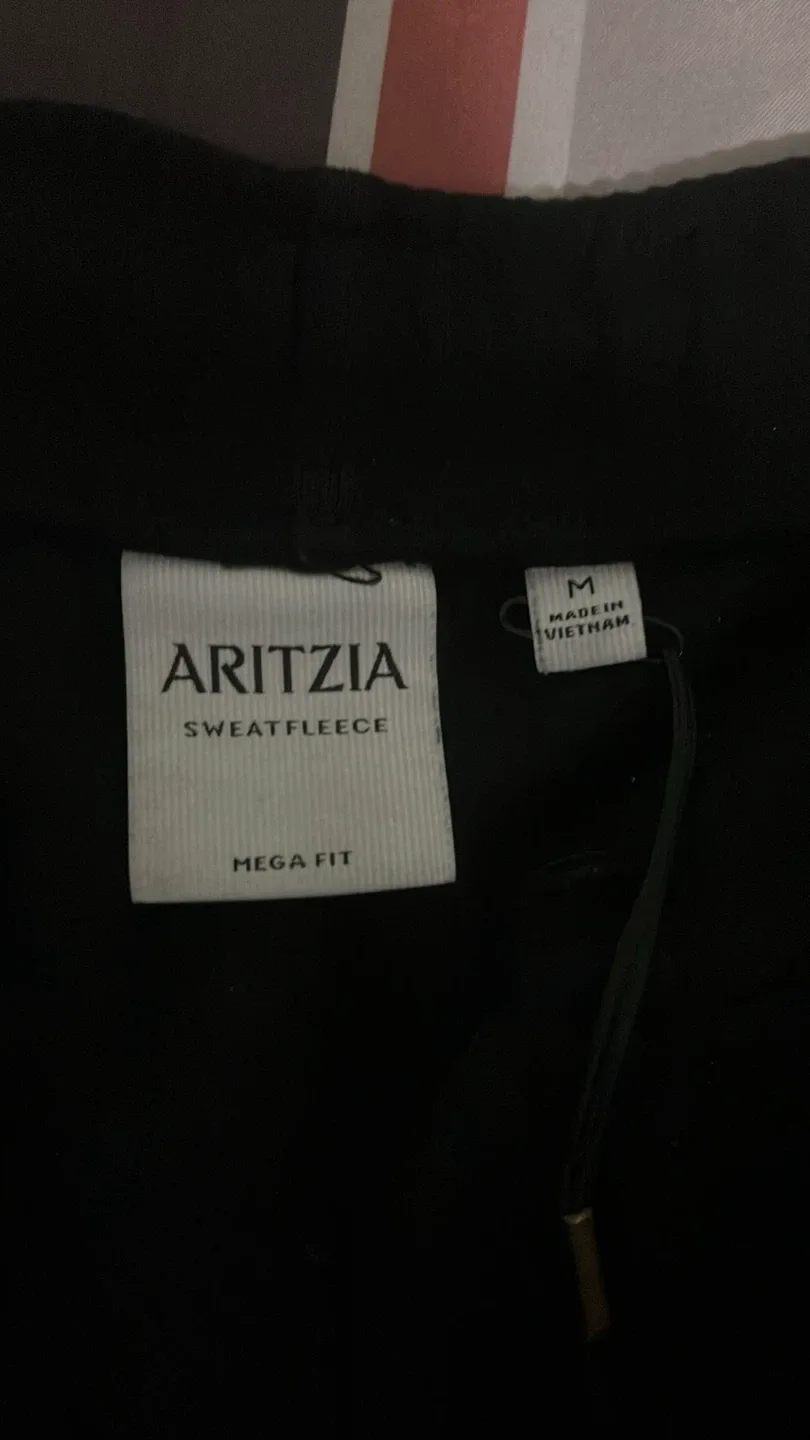 ARITZIA
SWEATFLEECE
MEGA FIT
M
MADE IN
VIETNAM